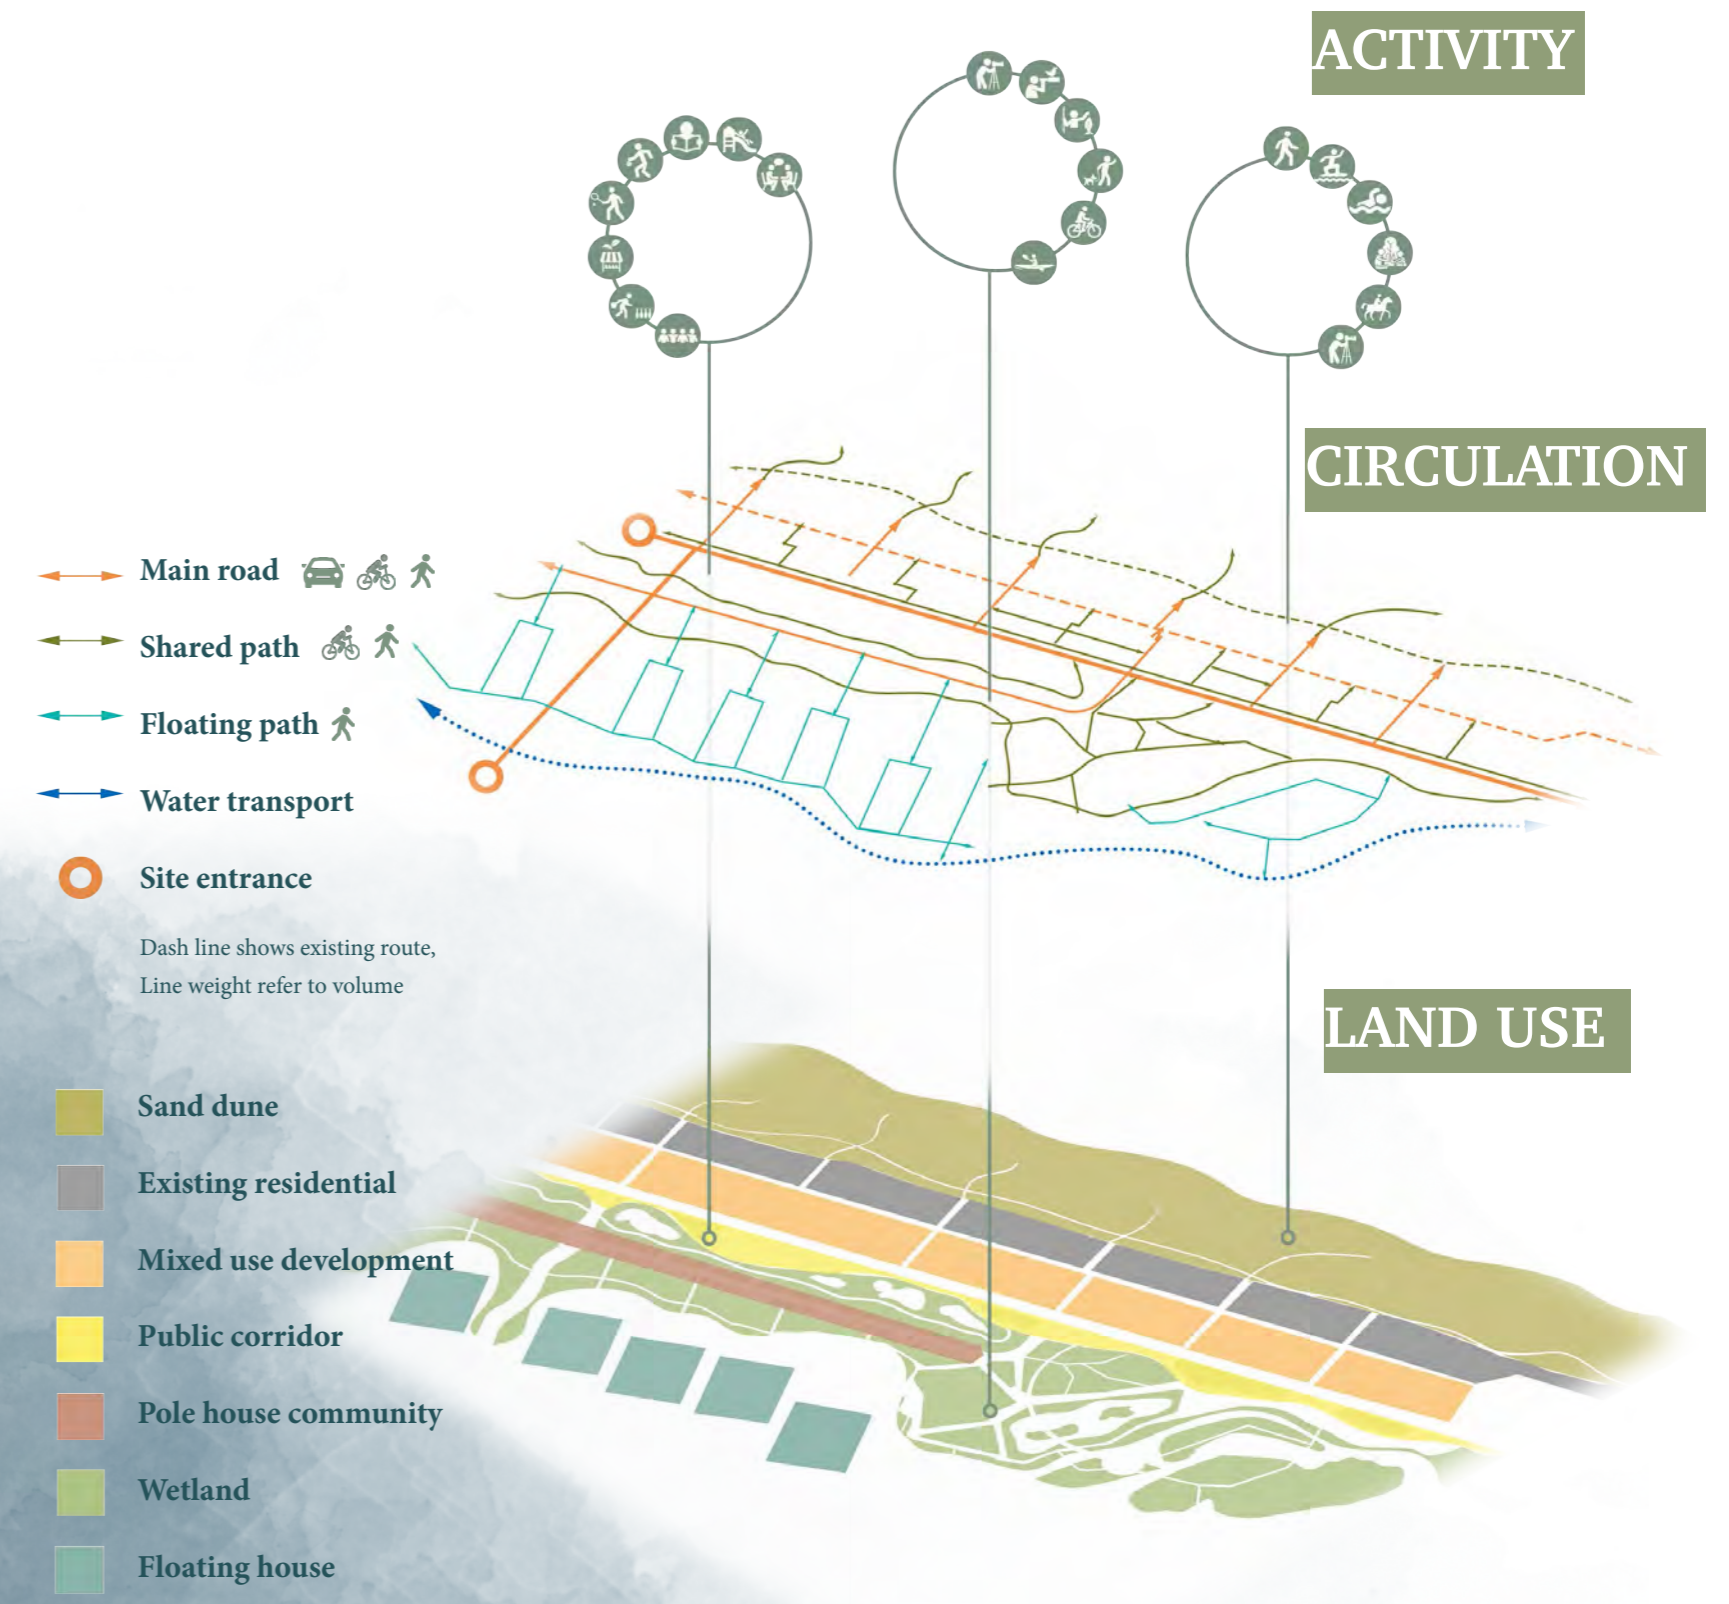 ACTIVITY
CIRCULATION
Main road
Shared path
Floating path
Water transport
Site entrance
Dash line shows existing route,
Line weight refer to volume
LAND USE
Sand dune
Existing residential
Mixed use development
Public corridor
Pole house community
Wetland
Floating house